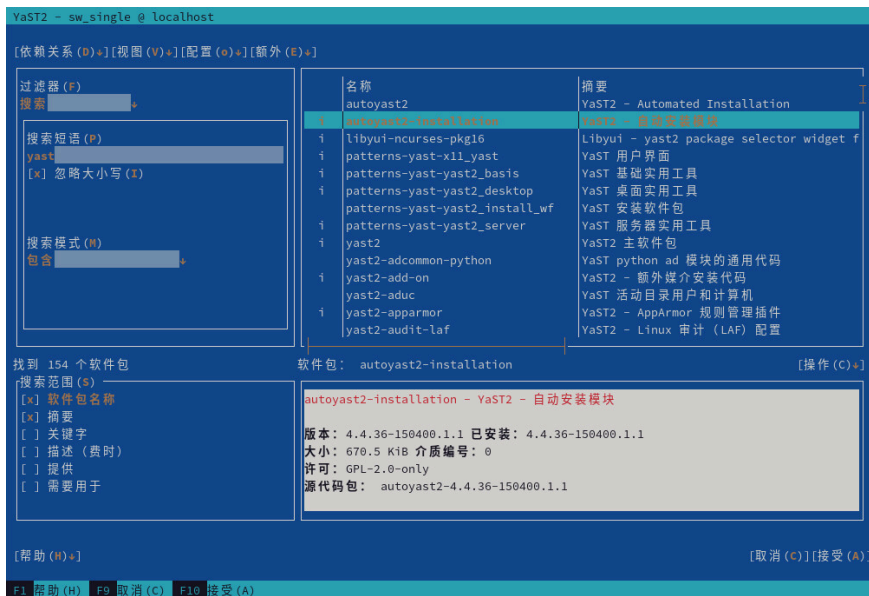 YaST2 - sw_single @ localhost
[依赖关系(D)↓][视图(V)↓][配置(o)↓][额外(E)↓]
过滤器(F)
搜索 ↓
搜索短语(P)
yast
[x] 忽略大小写(I)
搜索模式(M)
包含 ↓
名称 摘要
autoyast2 YaST2 - Automated Installation
i autoyast2-installation YaST2 - 自动安装模块
i libyui-ncurses-pkg16 Libyui - yast2 package selector widget f
i patterns-yast-x11_yast YaST 用户界面
i patterns-yast-yast2_basis YaST 基础实用工具
i patterns-yast-yast2_desktop YaST 桌面实用工具
patterns-yast-yast2_install_wf YaST 安装软件包
i patterns-yast-yast2_server YaST 服务器实用工具
i yast2 YaST2 主软件包
yast2-adcommon-python YaST python ad 模块的通用代码
i yast2-add-on YaST2 - 额外媒介安装代码
yast2-aduc YaST 活动目录用户和计算机
i yast2-apparmor YaST2 - AppArmor 规则管理插件
yast2-audit-laf YaST2 - Linux 审计 (LAF) 配置
找到 154 个软件包
软件包: autoyast2-installation [操作(C)↓]
搜索范围(S)
[x] 软件包名称
[x] 摘要
[ ] 关键字
[ ] 描述 (费时)
[ ] 提供
[ ] 需要用于
autoyast2-installation - YaST2 - 自动安装模块
版本: 4.4.36-150400.1.1 已安装: 4.4.36-150400.1.1
大小: 670.5 KiB 介质编号: 0
许可: GPL-2.0-only
源代码包: autoyast2-4.4.36-150400.1.1
[帮助(H)↓] [取消(C)][接受(A)]
F1 帮助(H) F9 取消(C) F10 接受(A)